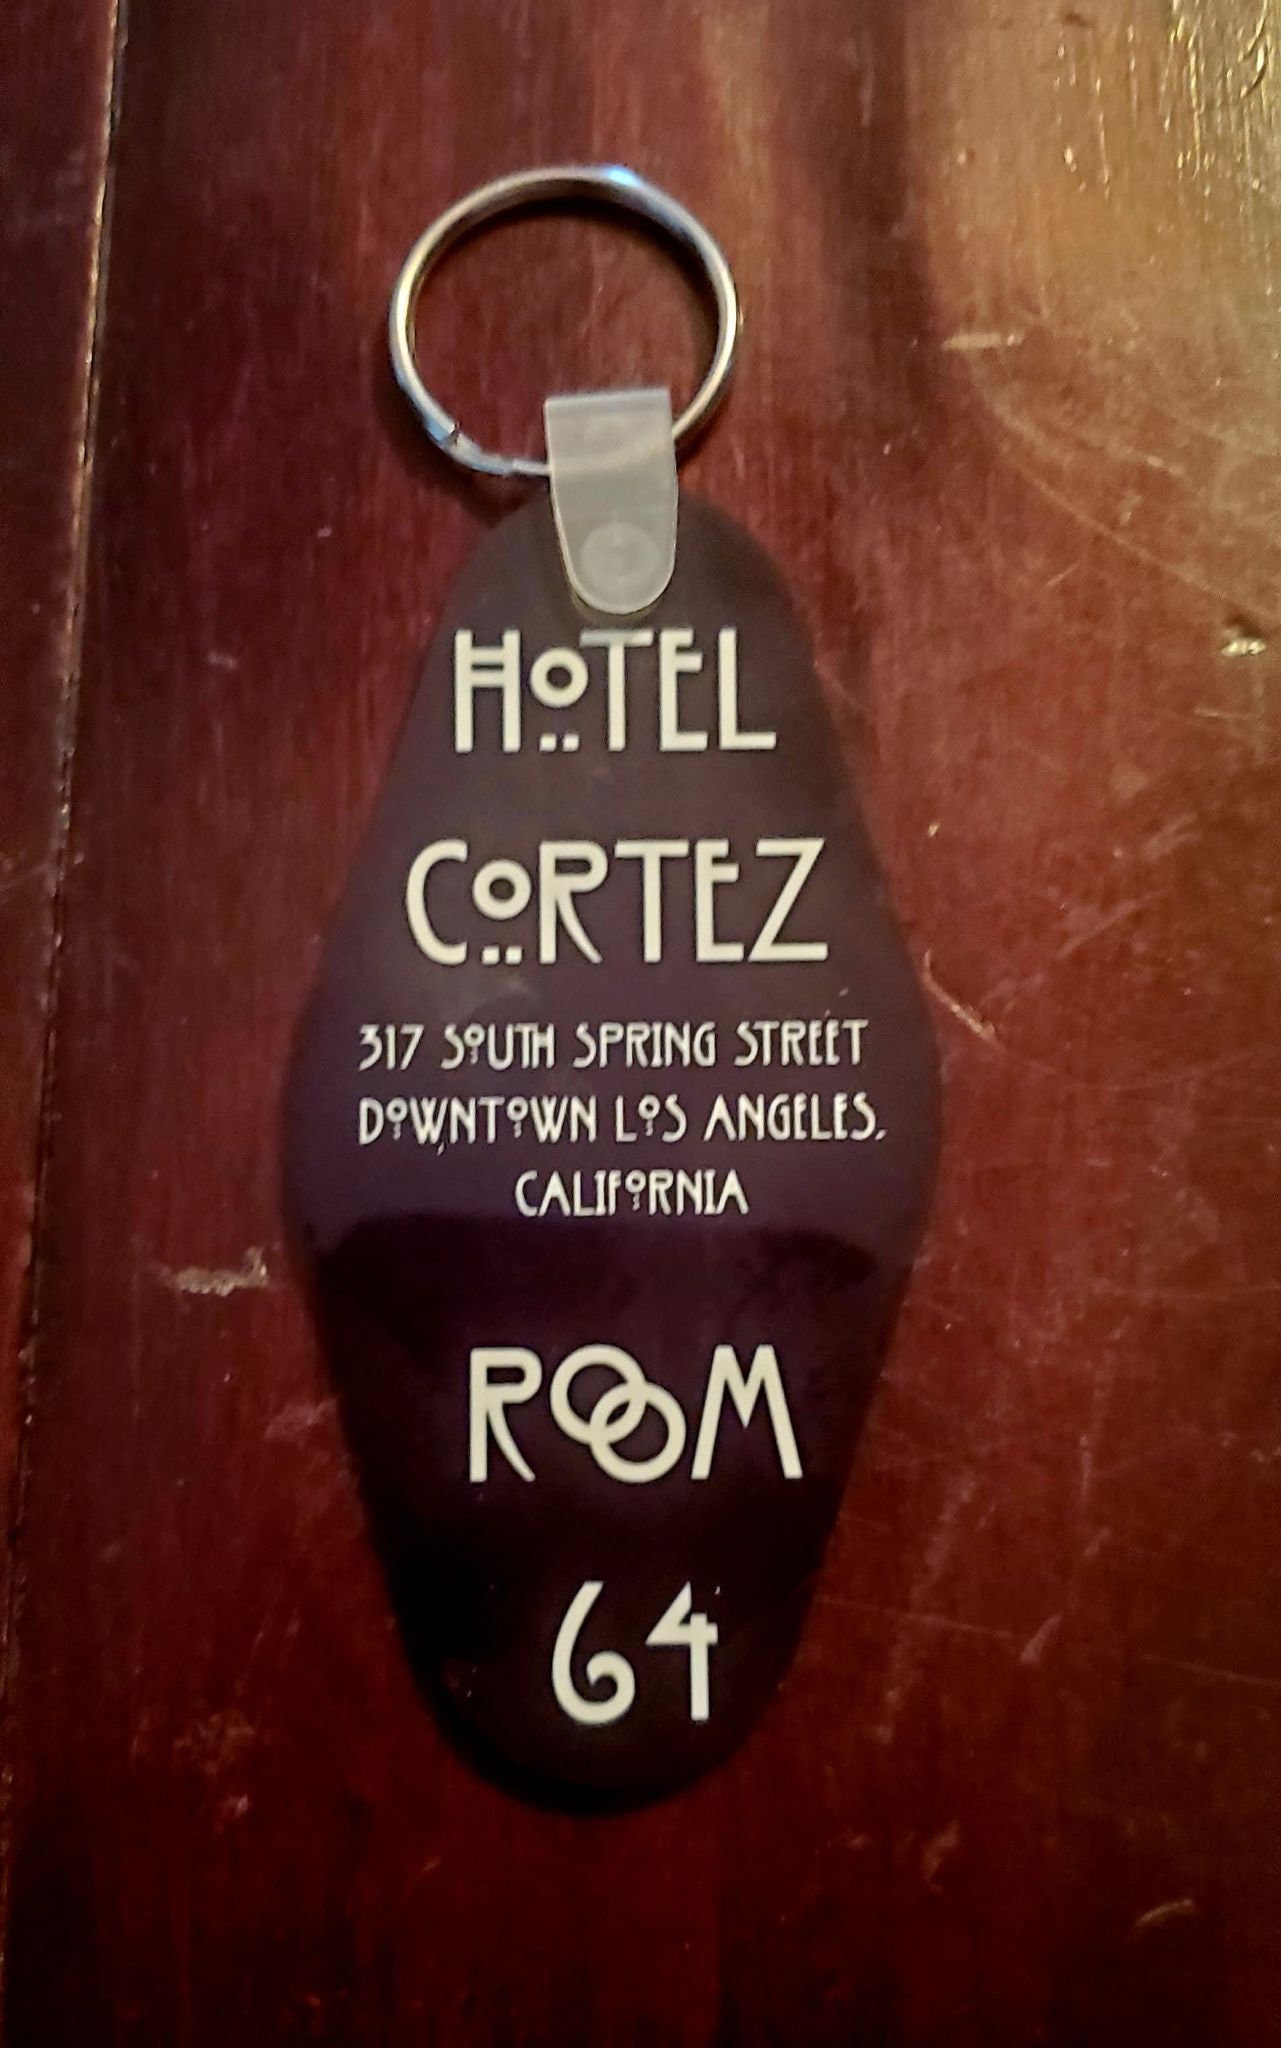 HOTEL
CORTEZ
317 SOUTH SPRING STREET
DOWNTOWN LOS ANGELES,
CALIFORNIA
ROOM
64